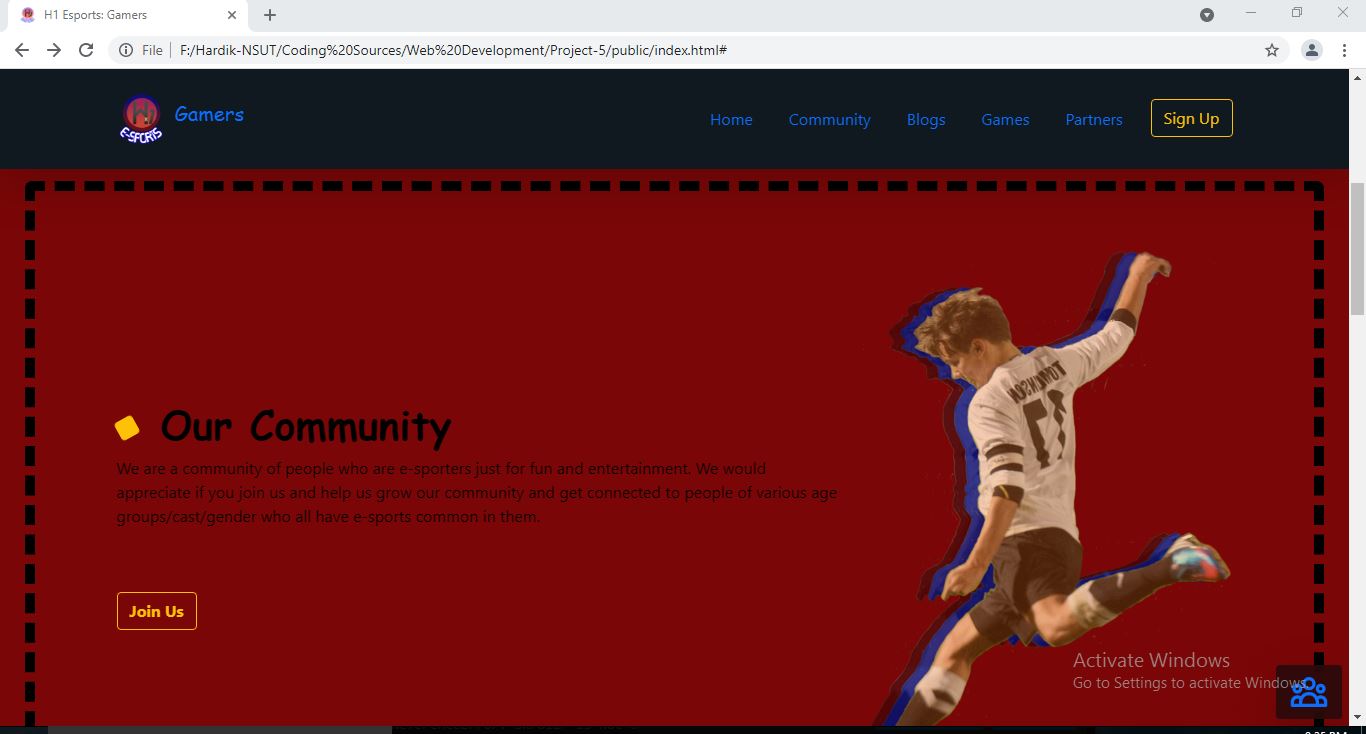 H1 Esports: Gamers
File
F:/Hardik-NSUT/Coding%20Sources/Web%20Development/Project-5/public/index.html#
E-SPORTS
Gamers
Home
Community
Blogs
Games
Partners
Sign Up
Our Community
We are a community of people who are e-sporters just for fun and entertainment. We would
appreciate if you join us and help us grow our community and get connected to people of various age
groups/cast/gender who all have e-sports common in them.
Join Us
Activate Windows
Go to Settings to activate Windows.